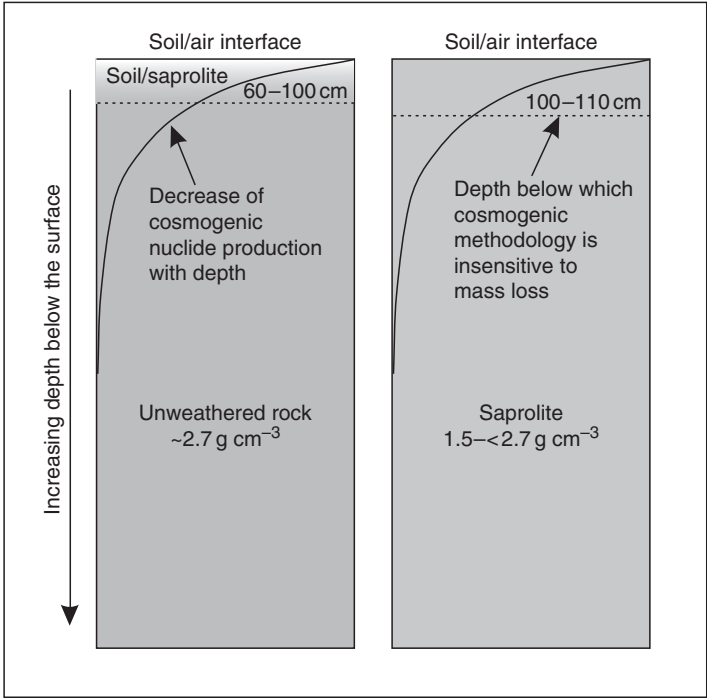 Soil/air interface
Soil/saprolite
60–100 cm
Decrease of
cosmogenic
nuclide production
with depth
Unweathered rock
~2.7 g cm⁻³
Increasing depth below the surface
Soil/air interface
100–110 cm
Depth below which
cosmogenic
methodology is
insensitive to
mass loss
Saprolite
1.5–<2.7 g cm⁻³